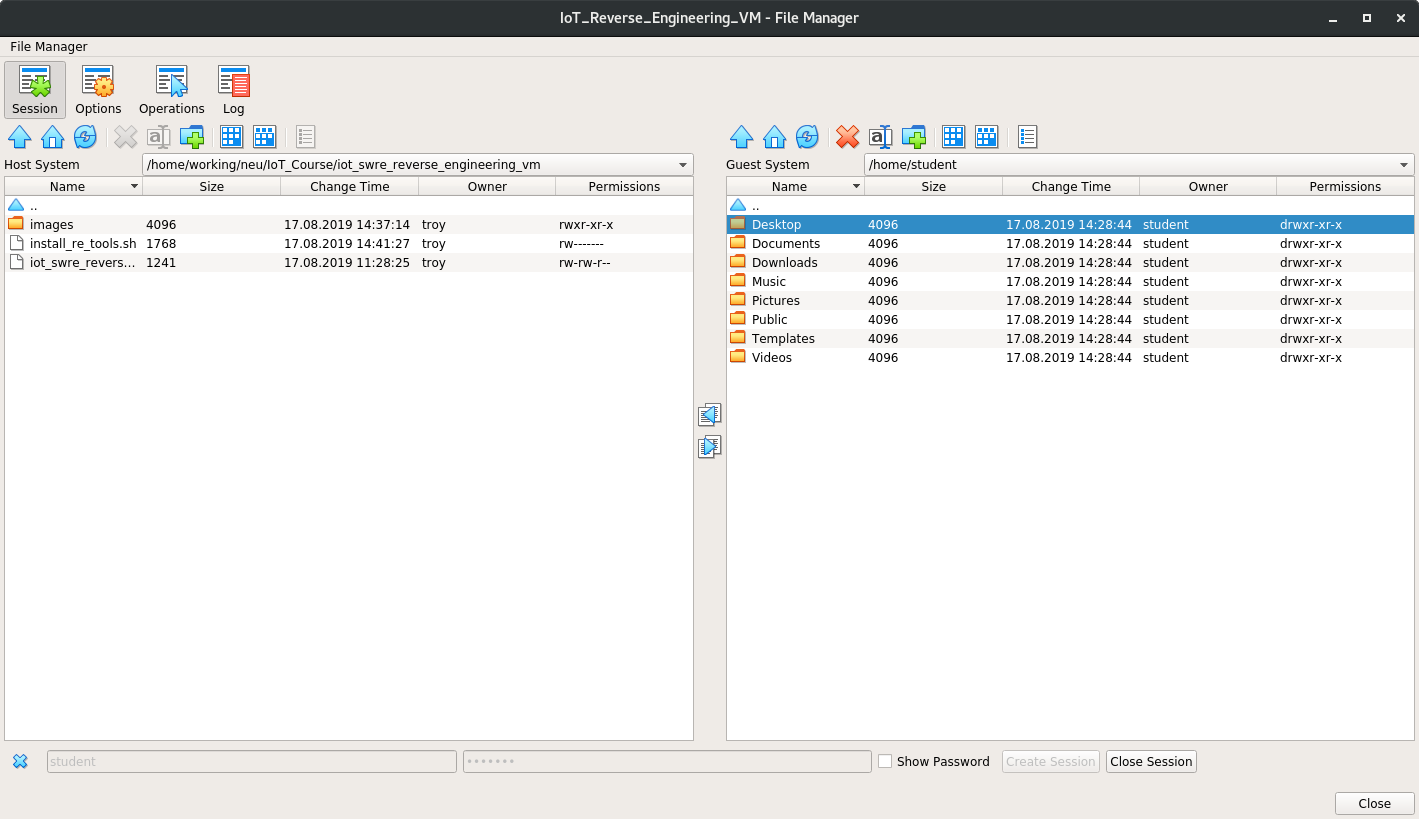 IoT_Reverse_Engineering_VM - File Manager
File Manager
Session Options Operations Log
Host System /home/working/neu/IoT_Course/iot_swre_reverse_engineering_vm
Name Size Change Time Owner Permissions
..
images 4096 17.08.2019 14:37:14 troy rwxr-xr-x
install_re_tools.sh 1768 17.08.2019 14:41:27 troy rw-------
iot_swre_revers... 1241 17.08.2019 11:28:25 troy rw-rw-r--
Guest System /home/student
Name Size Change Time Owner Permissions
..
Desktop 4096 17.08.2019 14:28:44 student drwxr-xr-x
Documents 4096 17.08.2019 14:28:44 student drwxr-xr-x
Downloads 4096 17.08.2019 14:28:44 student drwxr-xr-x
Music 4096 17.08.2019 14:28:44 student drwxr-xr-x
Pictures 4096 17.08.2019 14:28:44 student drwxr-xr-x
Public 4096 17.08.2019 14:28:44 student drwxr-xr-x
Templates 4096 17.08.2019 14:28:44 student drwxr-xr-x
Videos 4096 17.08.2019 14:28:44 student drwxr-xr-x
student ••••••• Show Password Create Session Close Session
Close